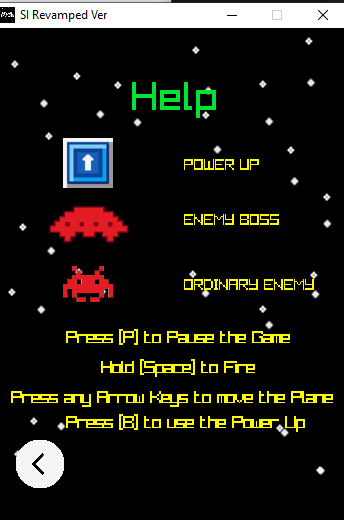 SI Revamped Ver
Help
POWER UP
ENEMY BOSS
ORDINARY ENEMY
Press [P] to Pause the Game
Hold [Space] to Fire
Press any Arrow Keys to move the Plane
Press [B] to use the Power Up